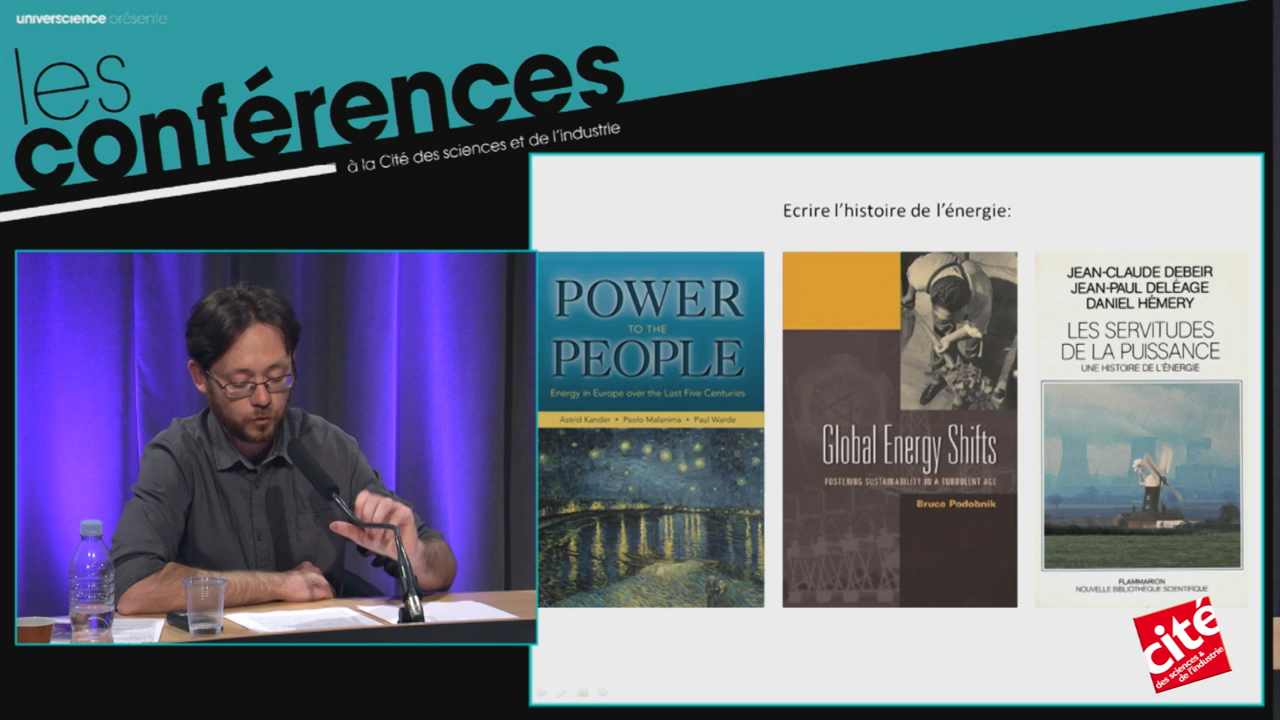 universcience présente
les
conférences
à la Cité des sciences et de l'industrie
Ecrire l'histoire de l'énergie:
POWER
TO THE
PEOPLE
Energy in Europe over the Last Five Centuries
Astrid Kander • Paolo Malanima • Paul Warde
Global Energy Shifts
FOSTERING SUSTAINABILITY IN A TURBULENT AGE
Bruce Podobnik
JEAN-CLAUDE DEBEIR
JEAN-PAUL DELÉAGE
DANIEL HÉMERY
LES SERVITUDES
DE LA PUISSANCE
UNE HISTOIRE DE L'ÉNERGIE
FLAMMARION
NOUVELLE BIBLIOTHÈQUE SCIENTIFIQUE
cité
des sciences &
de l'industrie